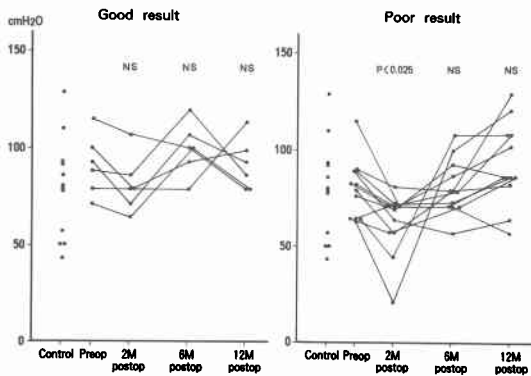 Good result
Poor result
cmH2O
150
100
50
0
NS
NS
NS
Control
Preop
2M
postop
6M
postop
12M
postop
150
100
50
0
P<0.025
NS
NS
Control
Preop
2M
postop
6M
postop
12M
postop